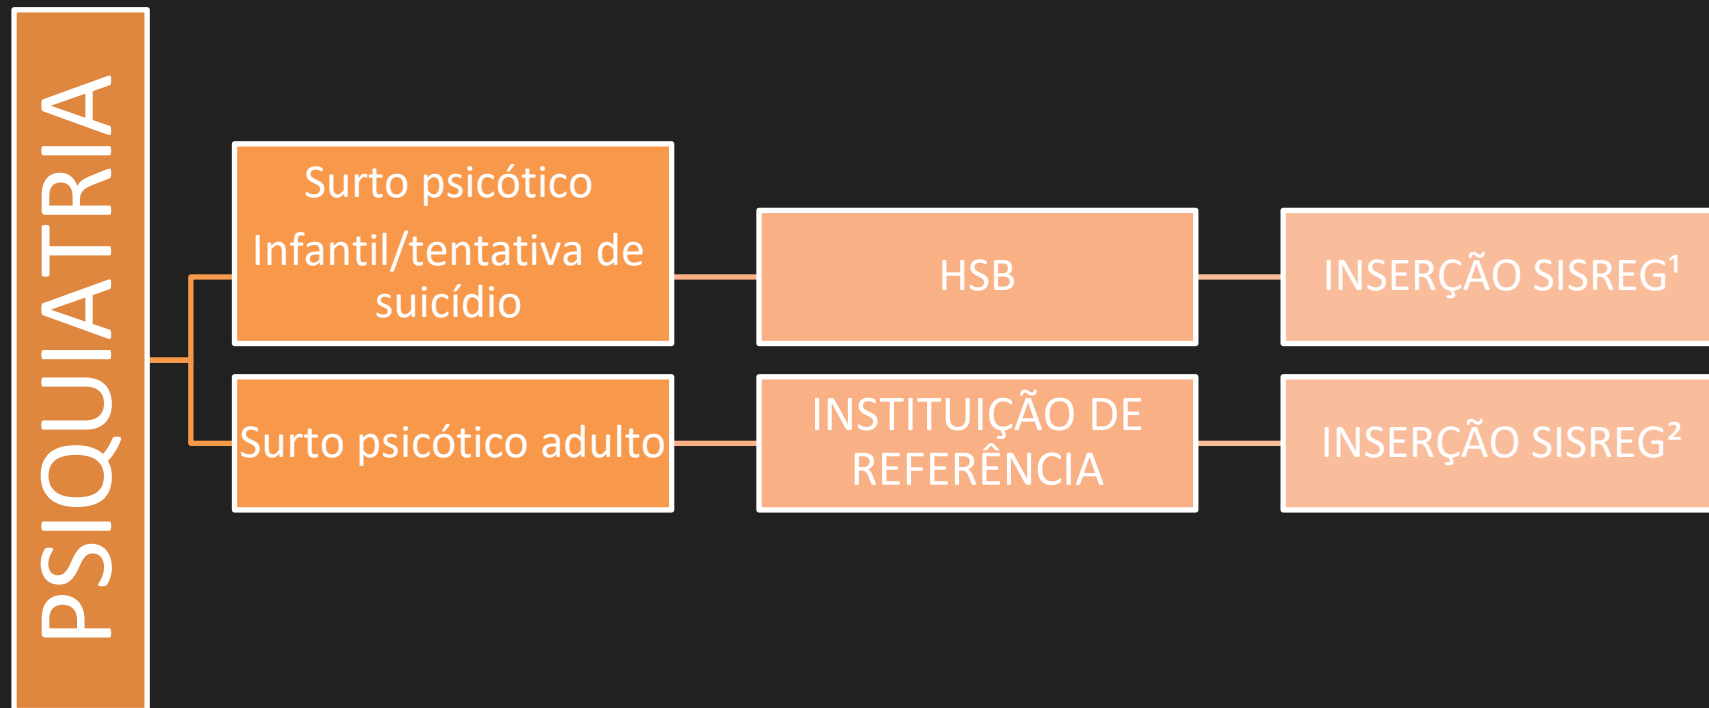 PSIQUIATRIA
Surto psicótico
Infantil/tentativa de
suicídio
HSB
INSERÇÃO SISREG¹
Surto psicótico adulto
INSTITUIÇÃO DE
REFERÊNCIA
INSERÇÃO SISREG²